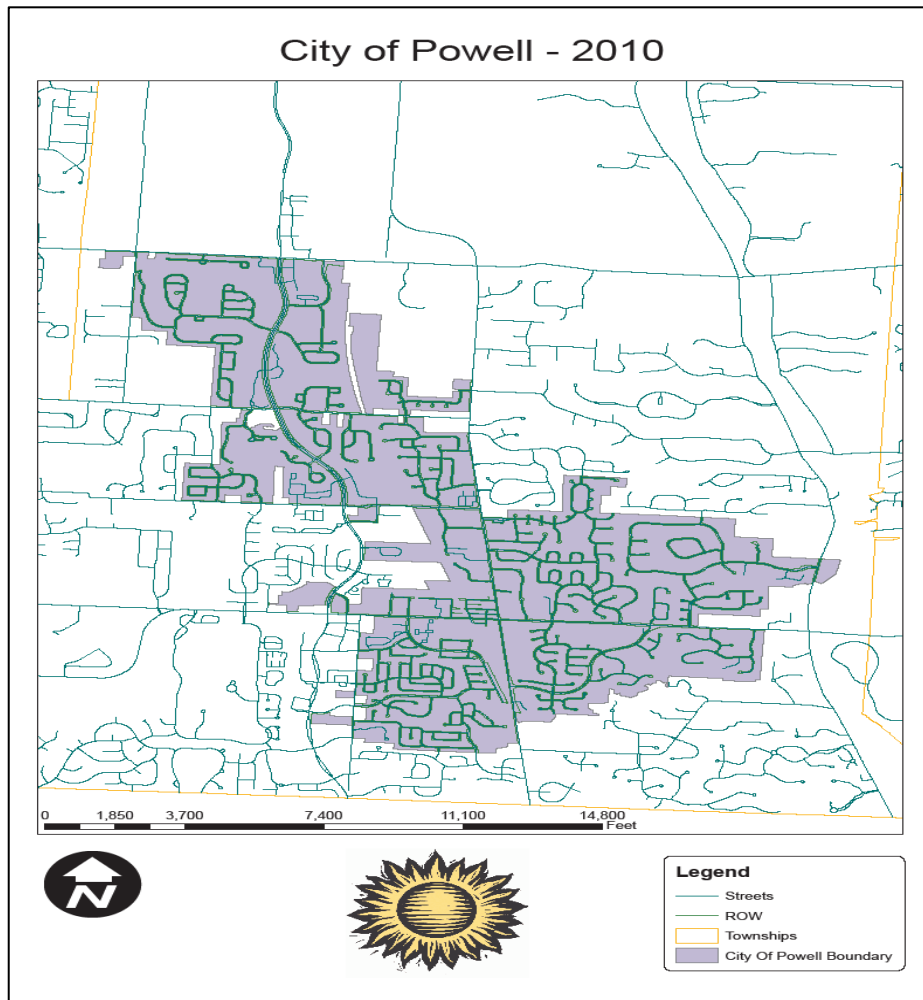 City of Powell - 2010
0 1,850 3,700 7,400 11,100 14,800
Feet
N
Legend
Streets
ROW
Townships
City Of Powell Boundary